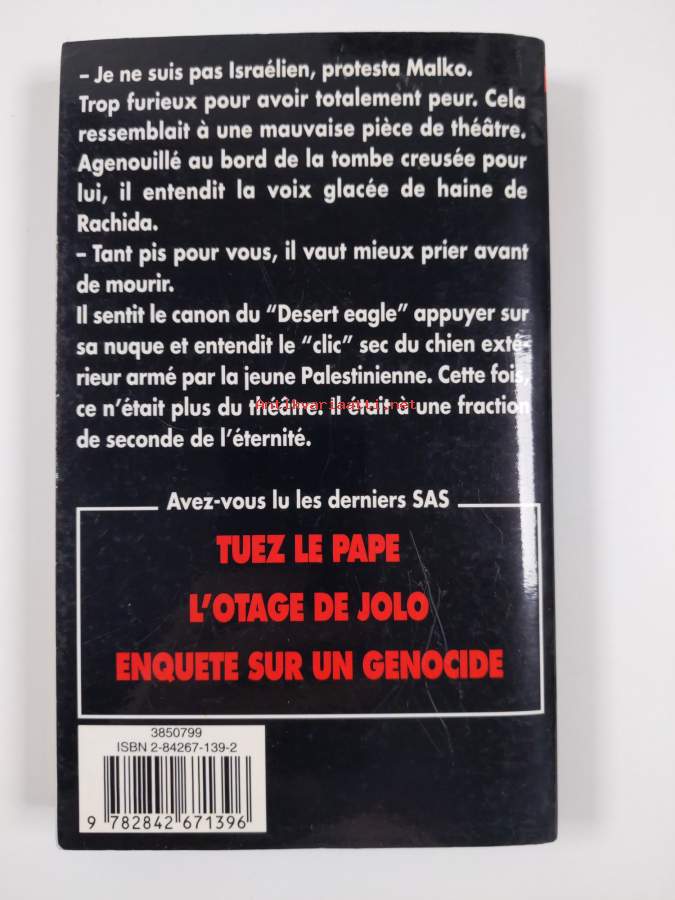 – Je ne suis pas Israélien, protesta Malko.
Trop furieux pour avoir totalement peur. Cela
ressemblait à une mauvaise pièce de théâtre.
Agenouillé au bord de la tombe creusée pour
lui, il entendit la voix glacée de haine de
Rachida.
– Tant pis pour vous, il vaut mieux prier avant
de mourir.
Il sentit le canon du "Desert eagle" appuyer sur
sa nuque et entendit le "clic" sec du chien exté-
rieur armé par la jeune Palestinienne. Cette fois,
ce n'était plus du théâtre. Il était à une fraction
Antikvariaatti.net
de seconde de l'éternité.
Avez-vous lu les derniers SAS
TUEZ LE PAPE
L'OTAGE DE JOLO
ENQUETE SUR UN GENOCIDE
3850799
ISBN 2-84267-139-2
9 782842 671396